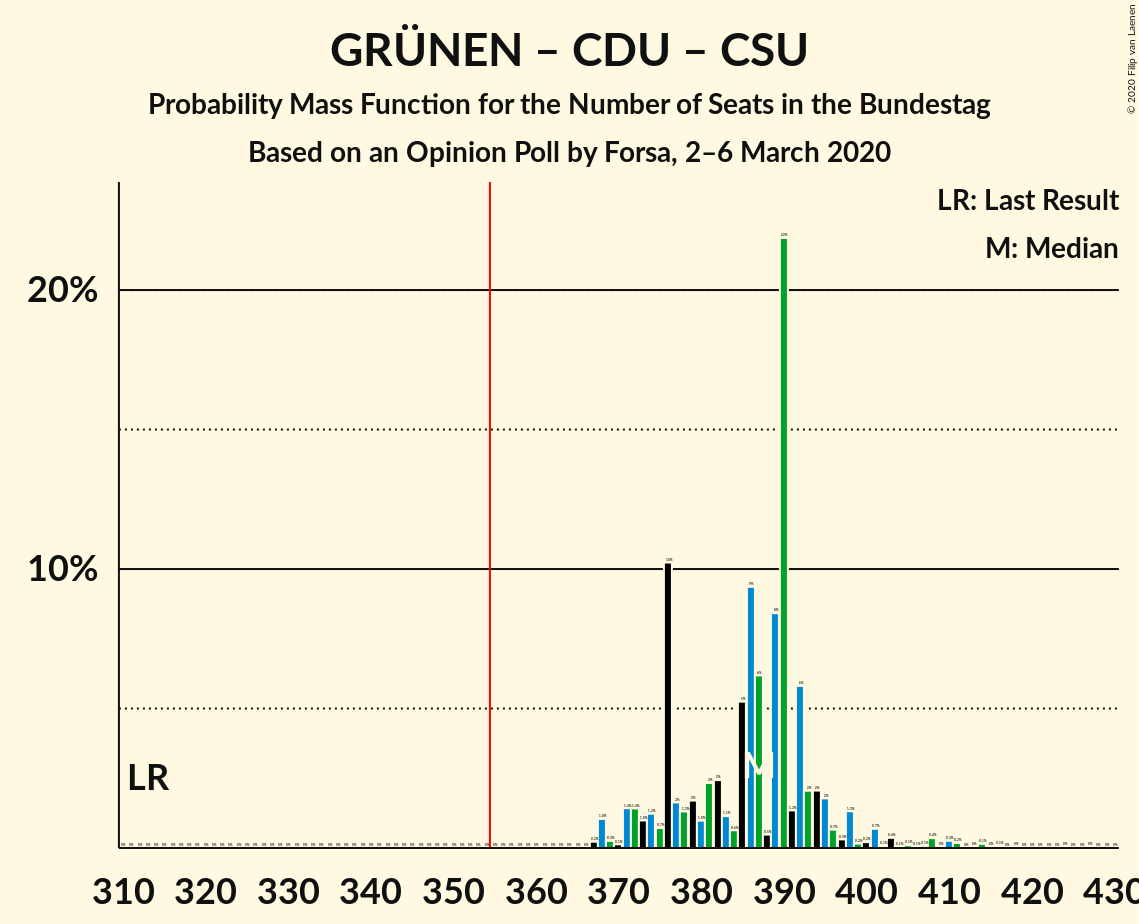 GRÜNEN – CDU – CSU
Probability Mass Function for the Number of Seats in the Bundestag
Based on an Opinion Poll by Forsa, 2–6 March 2020
© 2020 Filip van Laenen
LR: Last Result
M: Median
20%
10%
LR
M
310 320 330 340 350 360 370 380 390 400 410 420 430